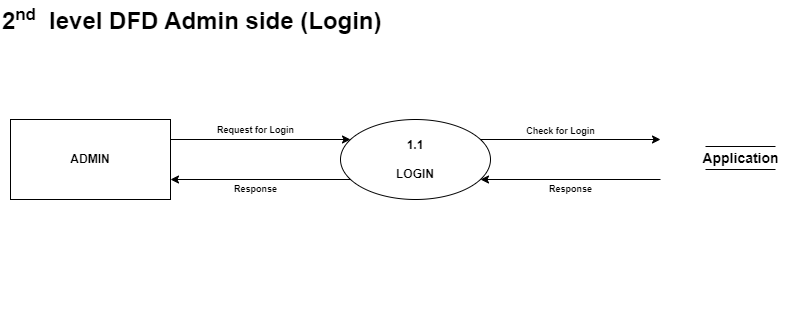 2nd level DFD Admin side (Login)
Request for Login
Check for Login
1.1
ADMIN
LOGIN
Application
Response
Response